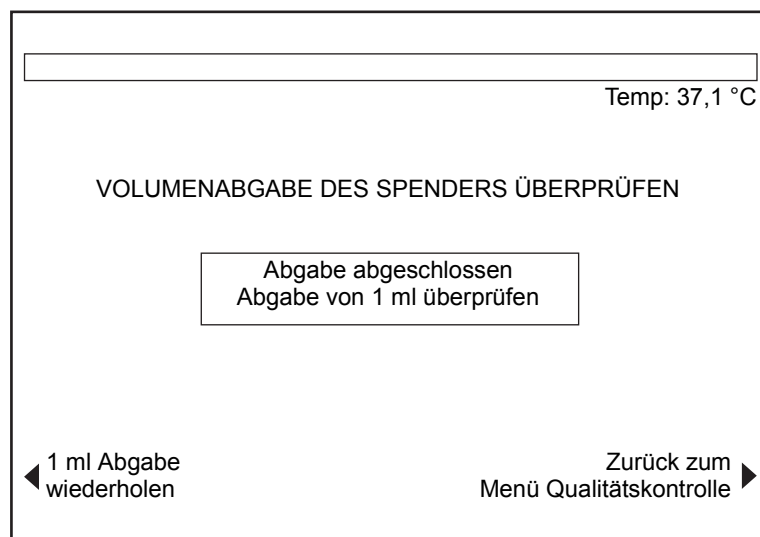 Temp: 37,1 °C
VOLUMENABGABE DES SPENDERS ÜBERPRÜFEN
Abgabe abgeschlossen
Abgabe von 1 ml überprüfen
1 ml Abgabe
wiederholen
Zurück zum
Menü Qualitätskontrolle